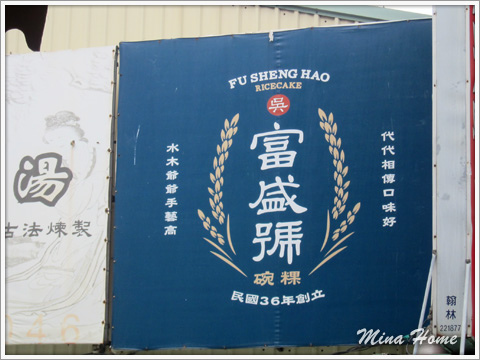 FU SHENG HAO
RICECAKE
吳
富盛號
碗粿
民國36年創立
水木爺爺手藝高
代代相傳口味好
湯
古法煉製
46
翰林
221677
Mina Home